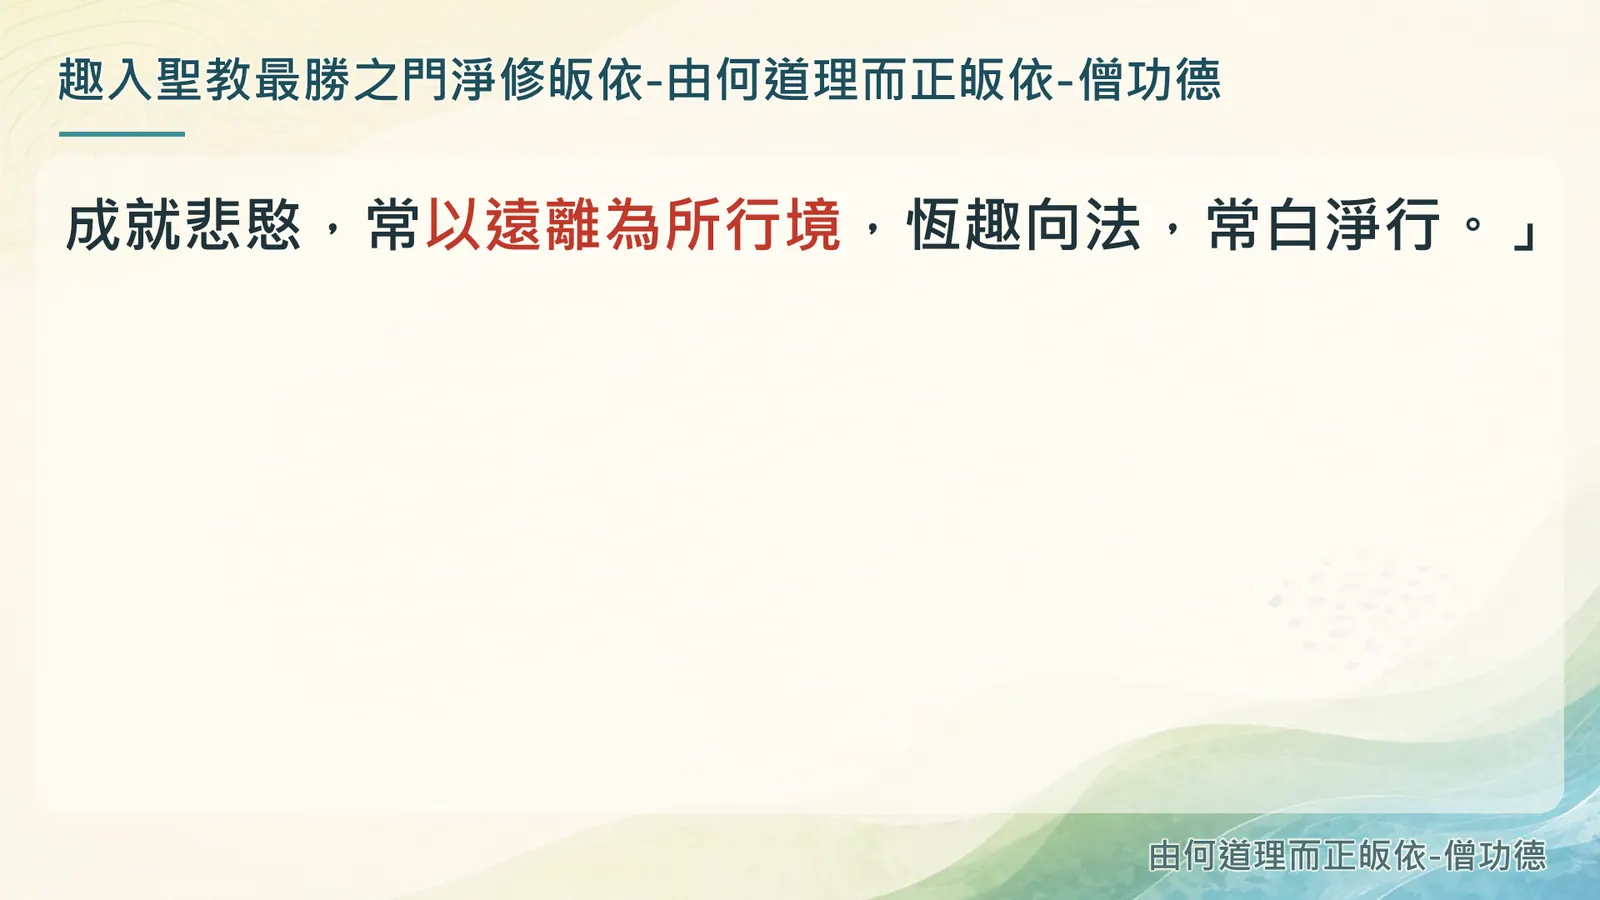 趣入聖教最勝之門淨修皈依-由何道理而正皈依-僧功德
成就悲愍，常以遠離為所行境，恆趣向法，常白淨行。」
由何道理而正皈依-僧功德